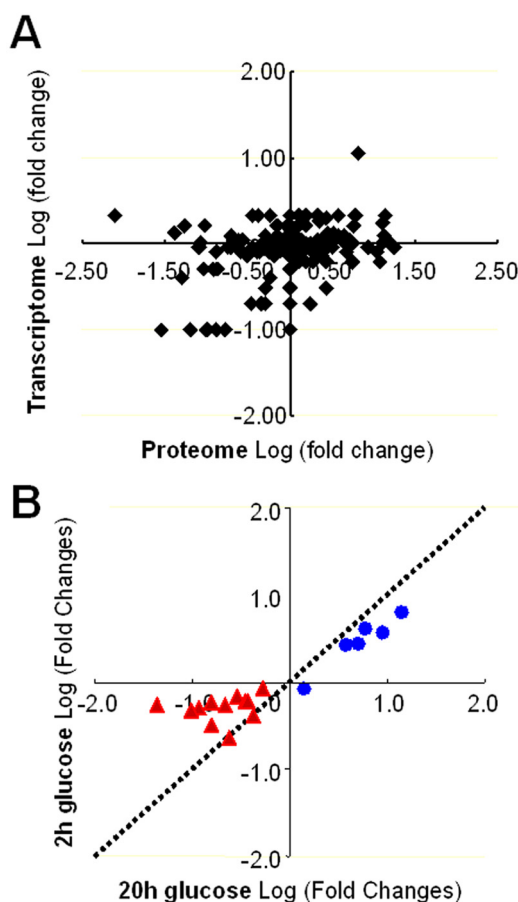 A
Transcriptome Log (fold change)
2.00
1.00
-2.50 -1.50 -0.50 0.50 1.50 2.50
-1.00
-2.00
Proteome Log (fold change)
B
2h glucose Log (Fold Changes)
2.0
1.0
-2.0 -1.0 0 1.0 2.0
-1.0
-2.0
20h glucose Log (Fold Changes)